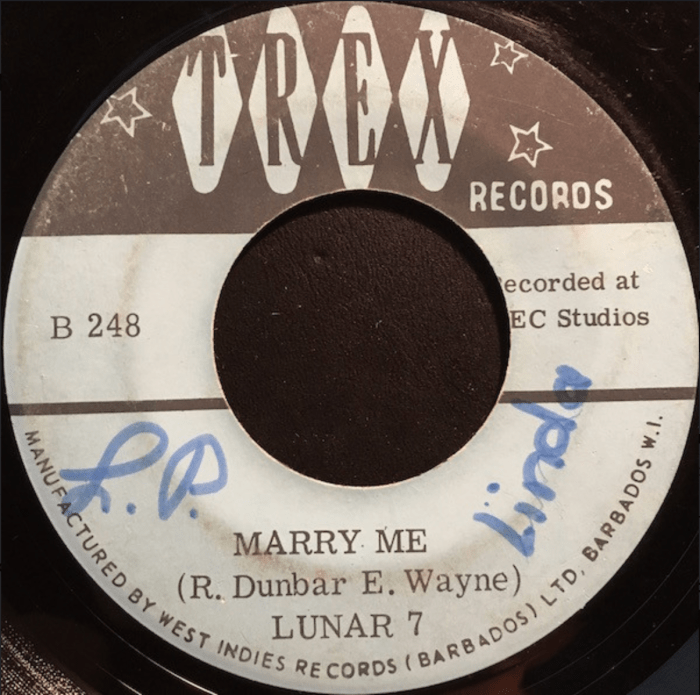 TREX
RECORDS
B 248
ecorded at
EC Studios
L. P.
Linda
MARRY ME
(R. Dunbar E. Wayne)
LUNAR 7
MANUFACTURED BY WEST INDIES RECORDS (BARBADOS) LTD, BARBADOS W.I.